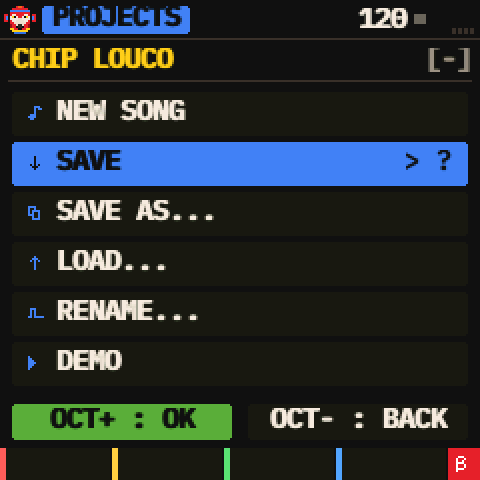 PROJECTS 120
CHIP LOUCO [-]
NEW SONG
SAVE > ?
SAVE AS...
LOAD...
RENAME...
DEMO
OCT+ : OK OCT- : BACK
β